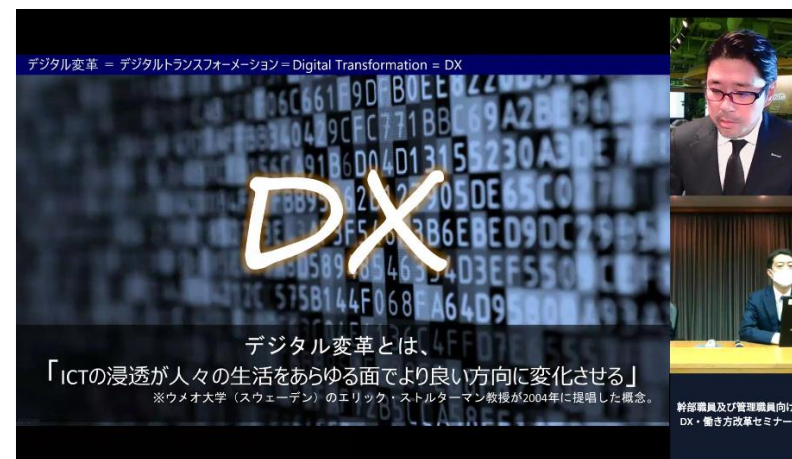 デジタル変革 = デジタルトランスフォーメーション=Digital Transformation = DX
DX
デジタル変革とは、
「ICTの浸透が人々の生活をあらゆる面でより良い方向に変化させる」
※ウメオ大学(スウェーデン)のエリック・ストルターマン教授が2004年に提唱した概念。
幹部職員及び管理職員向け
DX・働き方改革セミナー